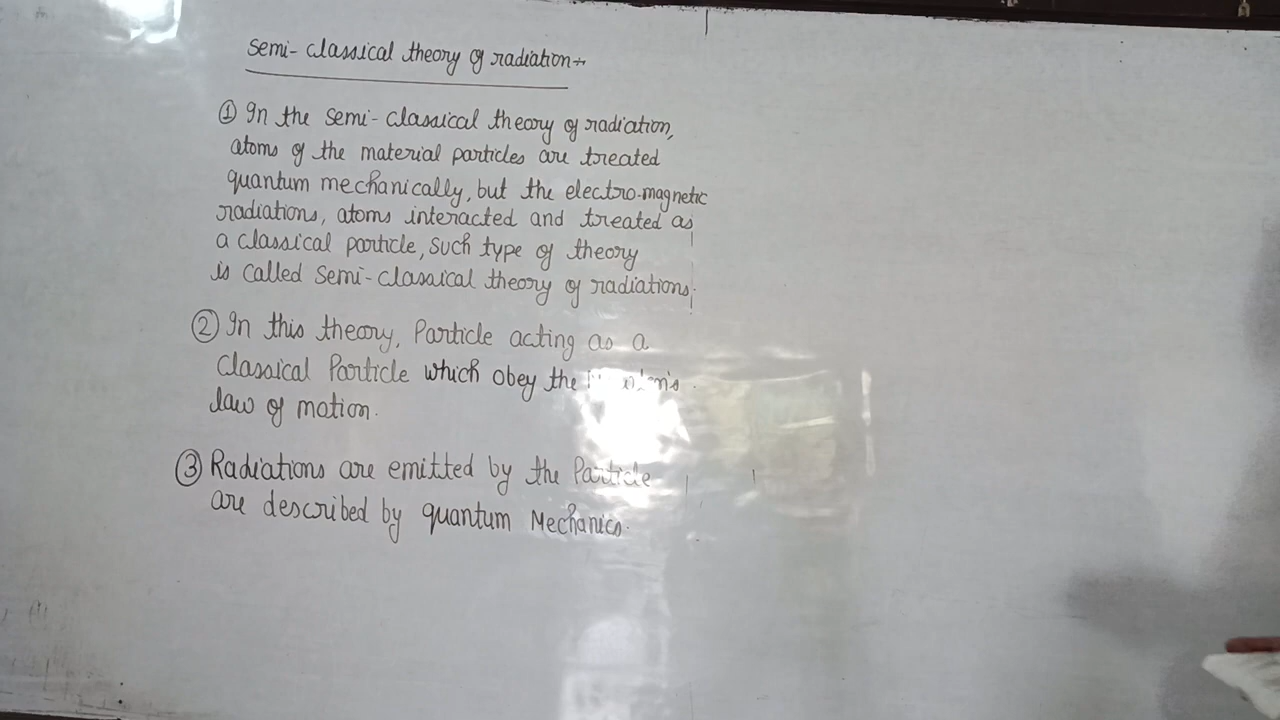 Semi-classical theory of radiation÷
① In the semi-classical theory of radiation,
atoms of the material particles are treated
quantum mechanically, but the electro-magnetic
radiations, atoms interacted and treated as
a classical particle, such type of theory
is called semi-classical theory of radiations.
② In this theory, Particle acting as a
Classical Particle which obey the
law of motion.
③ Radiations are emitted by the Particle
are described by quantum Mechanics.